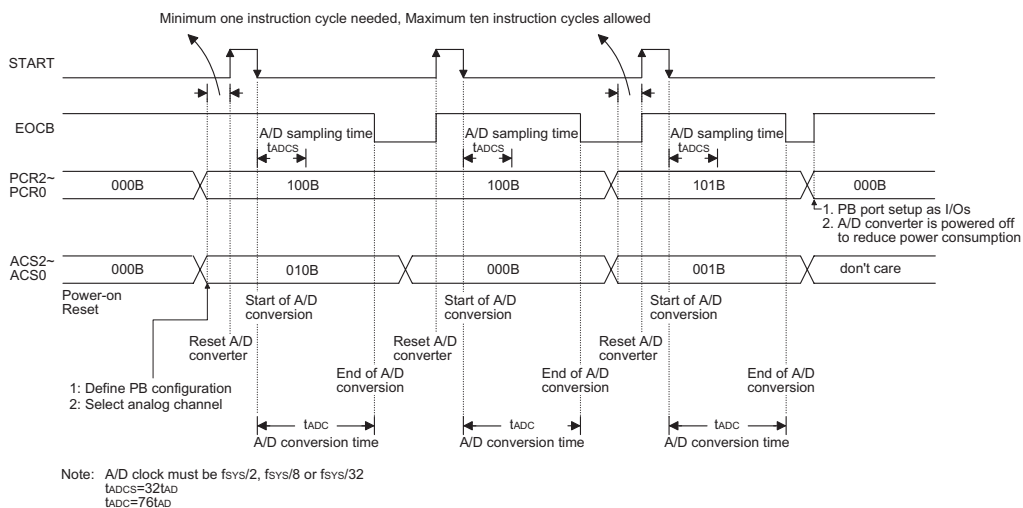 Minimum one instruction cycle needed, Maximum ten instruction cycles allowed
START
EOCB
A/D sampling time
tADCS
A/D sampling time
tADCS
A/D sampling time
tADCS
PCR2~
PCR0
000B
100B
100B
101B
000B
1. PB port setup as I/Os
2. A/D converter is powered off
to reduce power consumption
ACS2~
ACS0
000B
010B
000B
001B
don't care
Power-on
Reset
Start of A/D
conversion
Start of A/D
conversion
Start of A/D
conversion
Reset A/D
converter
Reset A/D
converter
Reset A/D
converter
End of A/D
conversion
End of A/D
conversion
End of A/D
conversion
1: Define PB configuration
2: Select analog channel
tADC
A/D conversion time
tADC
A/D conversion time
tADC
A/D conversion time
Note: A/D clock must be fSYS/2, fSYS/8 or fSYS/32
tADCS=32tAD
tADC=76tAD